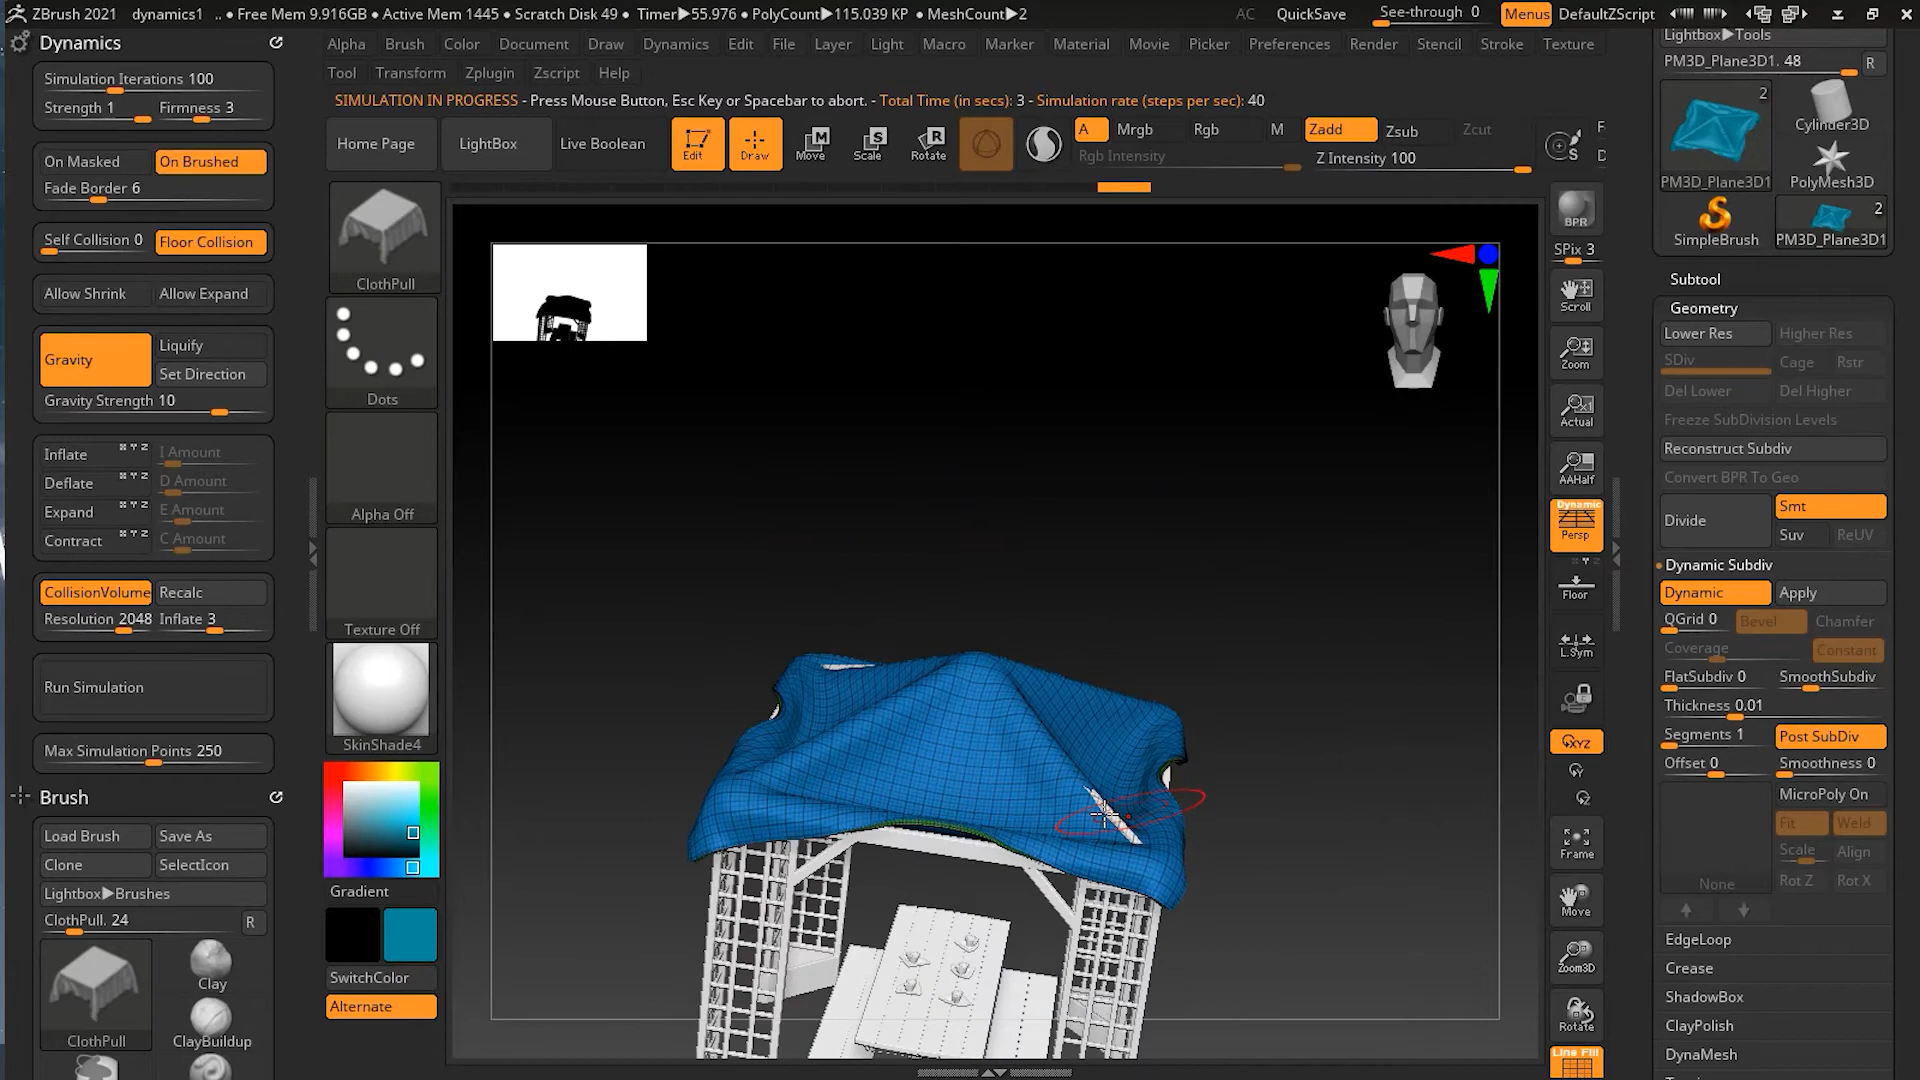 ZBrush 2021 dynamics1 .. • Free Mem 9.916GB • Active Mem 1445 • Scratch Disk 49 • Timer▶55.976 • PolyCount▶115.039 KP • MeshCount▶2 AC QuickSave See-through 0 Menus DefaultZScript
Dynamics
Alpha Brush Color Document Draw Dynamics Edit File Layer Light Macro Marker Material Movie Picker Preferences Render Stencil Stroke Texture
Tool Transform Zplugin Zscript Help
SIMULATION IN PROGRESS - Press Mouse Button, Esc Key or Spacebar to abort. - Total Time (in secs): 3 - Simulation rate (steps per sec): 40
Home Page LightBox Live Boolean Edit Draw Move Scale Rotate A Mrgb Rgb M Zadd Zsub Zcut
Rgb Intensity Z Intensity 100
S
F
D
Simulation Iterations 100
Strength 1 Firmness 3
On Masked On Brushed
Fade Border 6
Self Collision 0 Floor Collision
Allow Shrink Allow Expand
Gravity Liquify
Set Direction
Gravity Strength 10
Inflate X Y Z I Amount
Deflate X Y Z D Amount
Expand X Y Z E Amount
Contract X Y Z C Amount
CollisionVolume Recalc
Resolution 2048 Inflate 3
Run Simulation
Max Simulation Points 250
Brush
Load Brush Save As
Clone SelectIcon
Lightbox▶Brushes
ClothPull. 24 R
Clay
ClothPull ClayBuildup
ClothPull
Dots
Alpha Off
Texture Off
SkinShade4
Gradient
SwitchColor
Alternate
BPR
SPix 3
Scroll
Zoom
Actual
AAHalf
Dynamic
Persp
Floor
L.Sym
XYZ
Frame
Move
Zoom3D
Rotate
Line Fill
Lightbox▶Tools
PM3D_Plane3D1. 48 R
2
Cylinder3D
PM3D_Plane3D1 PolyMesh3D
2
SimpleBrush PM3D_Plane3D1
Subtool
Geometry
Lower Res Higher Res
SDiv Cage Rstr
Del Lower Del Higher
Freeze SubDivision Levels
Reconstruct Subdiv
Convert BPR To Geo
Divide Smt
Suv ReUV
Dynamic Subdiv
Dynamic Apply
QGrid 0 Bevel Chamfer
Coverage Constant
FlatSubdiv 0 SmoothSubdiv
Thickness 0.01
Segments 1 Post SubDiv
Offset 0 Smoothness 0
MicroPoly On
Fit Weld
Scale Align
None Rot Z Rot X
EdgeLoop
Crease
ShadowBox
ClayPolish
DynaMesh